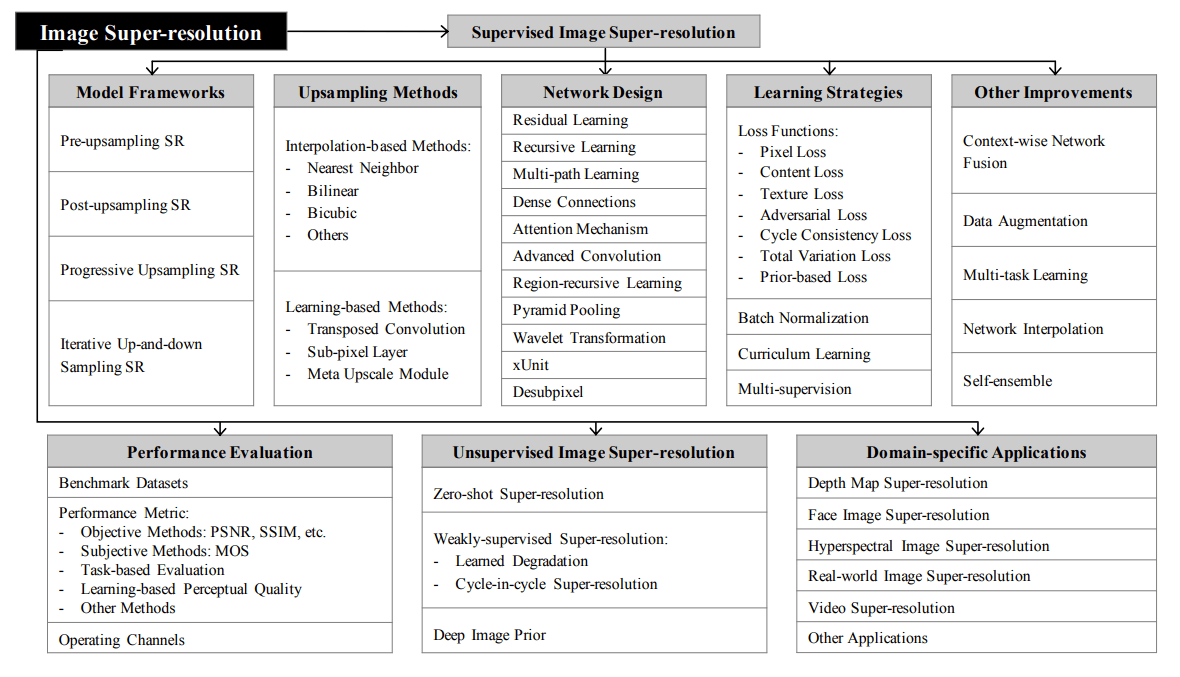 Image Super-resolution
Supervised Image Super-resolution
Model Frameworks
Pre-upsampling SR
Post-upsampling SR
Progressive Upsampling SR
Iterative Up-and-down
Sampling SR
Upsampling Methods
Interpolation-based Methods:
- Nearest Neighbor
- Bilinear
- Bicubic
- Others
Learning-based Methods:
- Transposed Convolution
- Sub-pixel Layer
- Meta Upscale Module
Network Design
Residual Learning
Recursive Learning
Multi-path Learning
Dense Connections
Attention Mechanism
Advanced Convolution
Region-recursive Learning
Pyramid Pooling
Wavelet Transformation
xUnit
Desubpixel
Learning Strategies
Loss Functions:
- Pixel Loss
- Content Loss
- Texture Loss
- Adversarial Loss
- Cycle Consistency Loss
- Total Variation Loss
- Prior-based Loss
Batch Normalization
Curriculum Learning
Multi-supervision
Other Improvements
Context-wise Network
Fusion
Data Augmentation
Multi-task Learning
Network Interpolation
Self-ensemble
Performance Evaluation
Benchmark Datasets
Performance Metric:
- Objective Methods: PSNR, SSIM, etc.
- Subjective Methods: MOS
- Task-based Evaluation
- Learning-based Perceptual Quality
- Other Methods
Operating Channels
Unsupervised Image Super-resolution
Zero-shot Super-resolution
Weakly-supervised Super-resolution:
- Learned Degradation
- Cycle-in-cycle Super-resolution
Deep Image Prior
Domain-specific Applications
Depth Map Super-resolution
Face Image Super-resolution
Hyperspectral Image Super-resolution
Real-world Image Super-resolution
Video Super-resolution
Other Applications